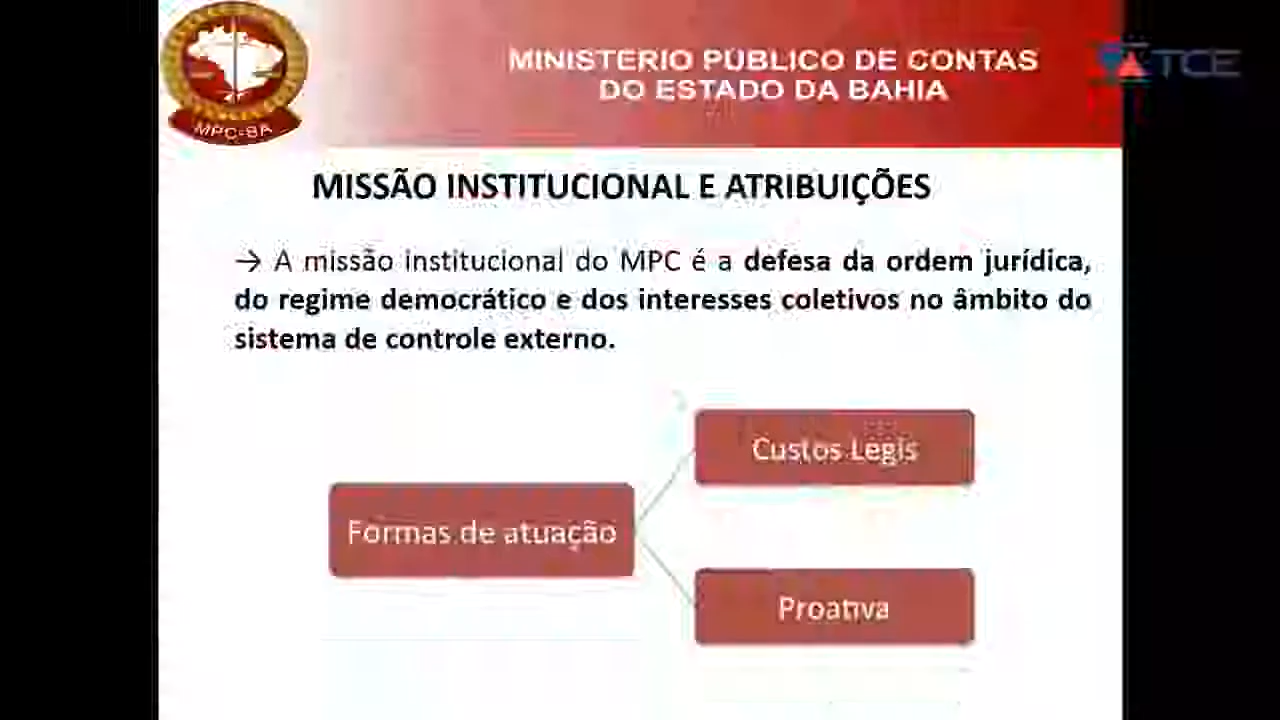 MINISTERIO PÚBLICO DE CONTAS
DO ESTADO DA BAHIA
TCE
MPC-BA
MISSÃO INSTITUCIONAL E ATRIBUIÇÕES
→ A missão institucional do MPC é a defesa da ordem jurídica,
do regime democrático e dos interesses coletivos no âmbito do
sistema de controle externo.
Custos Legis
Formas de atuação
Proativa